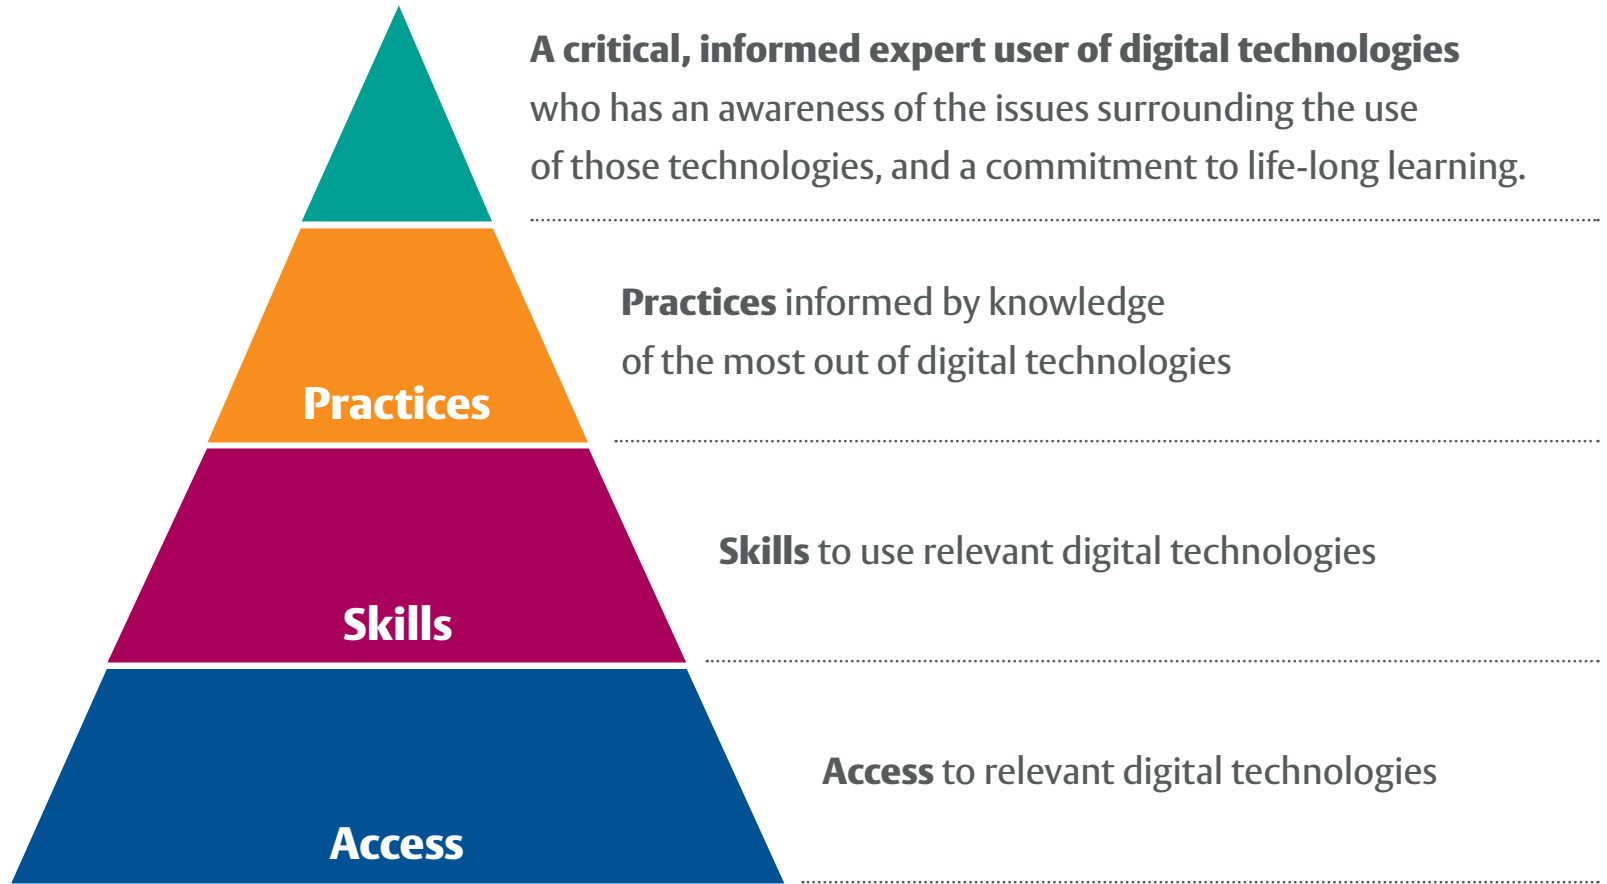 A critical, informed expert user of digital technologies
who has an awareness of the issues surrounding the use
of those technologies, and a commitment to life-long learning.
Practices informed by knowledge
of the most out of digital technologies
Practices
Skills to use relevant digital technologies
Skills
Access to relevant digital technologies
Access